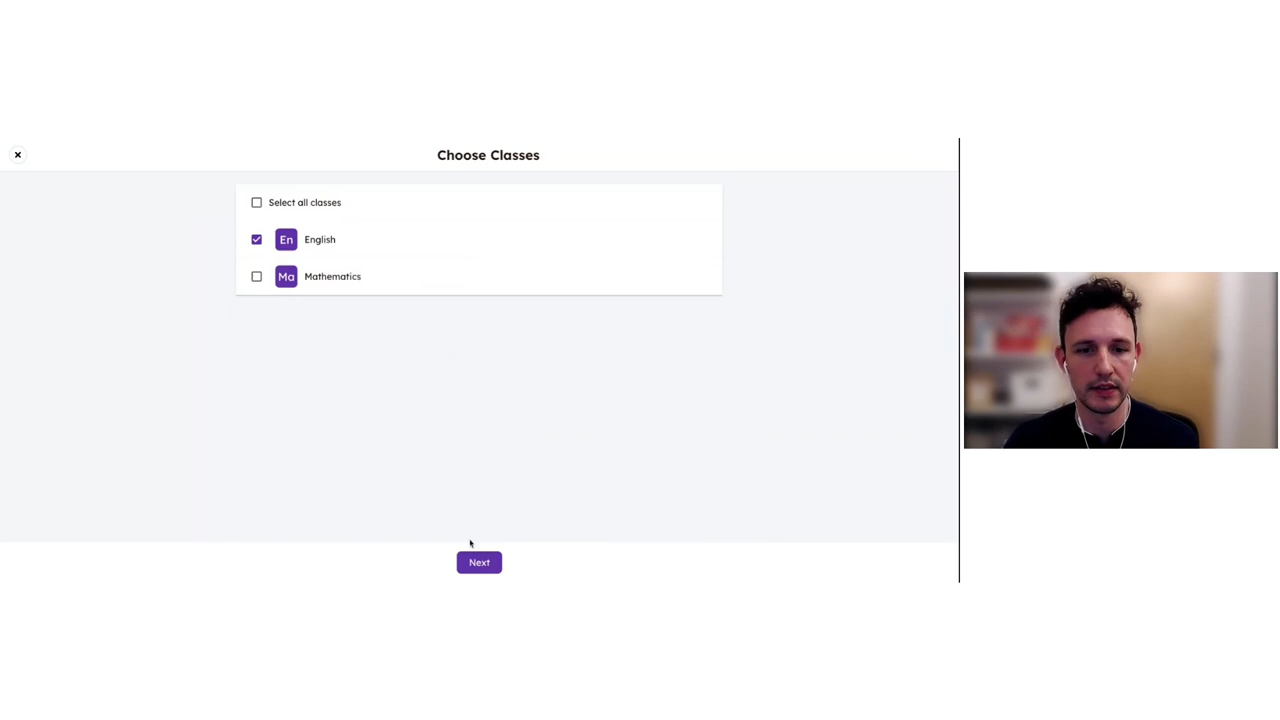 Choose Classes
Select all classes
En English
Ma Mathematics
Next